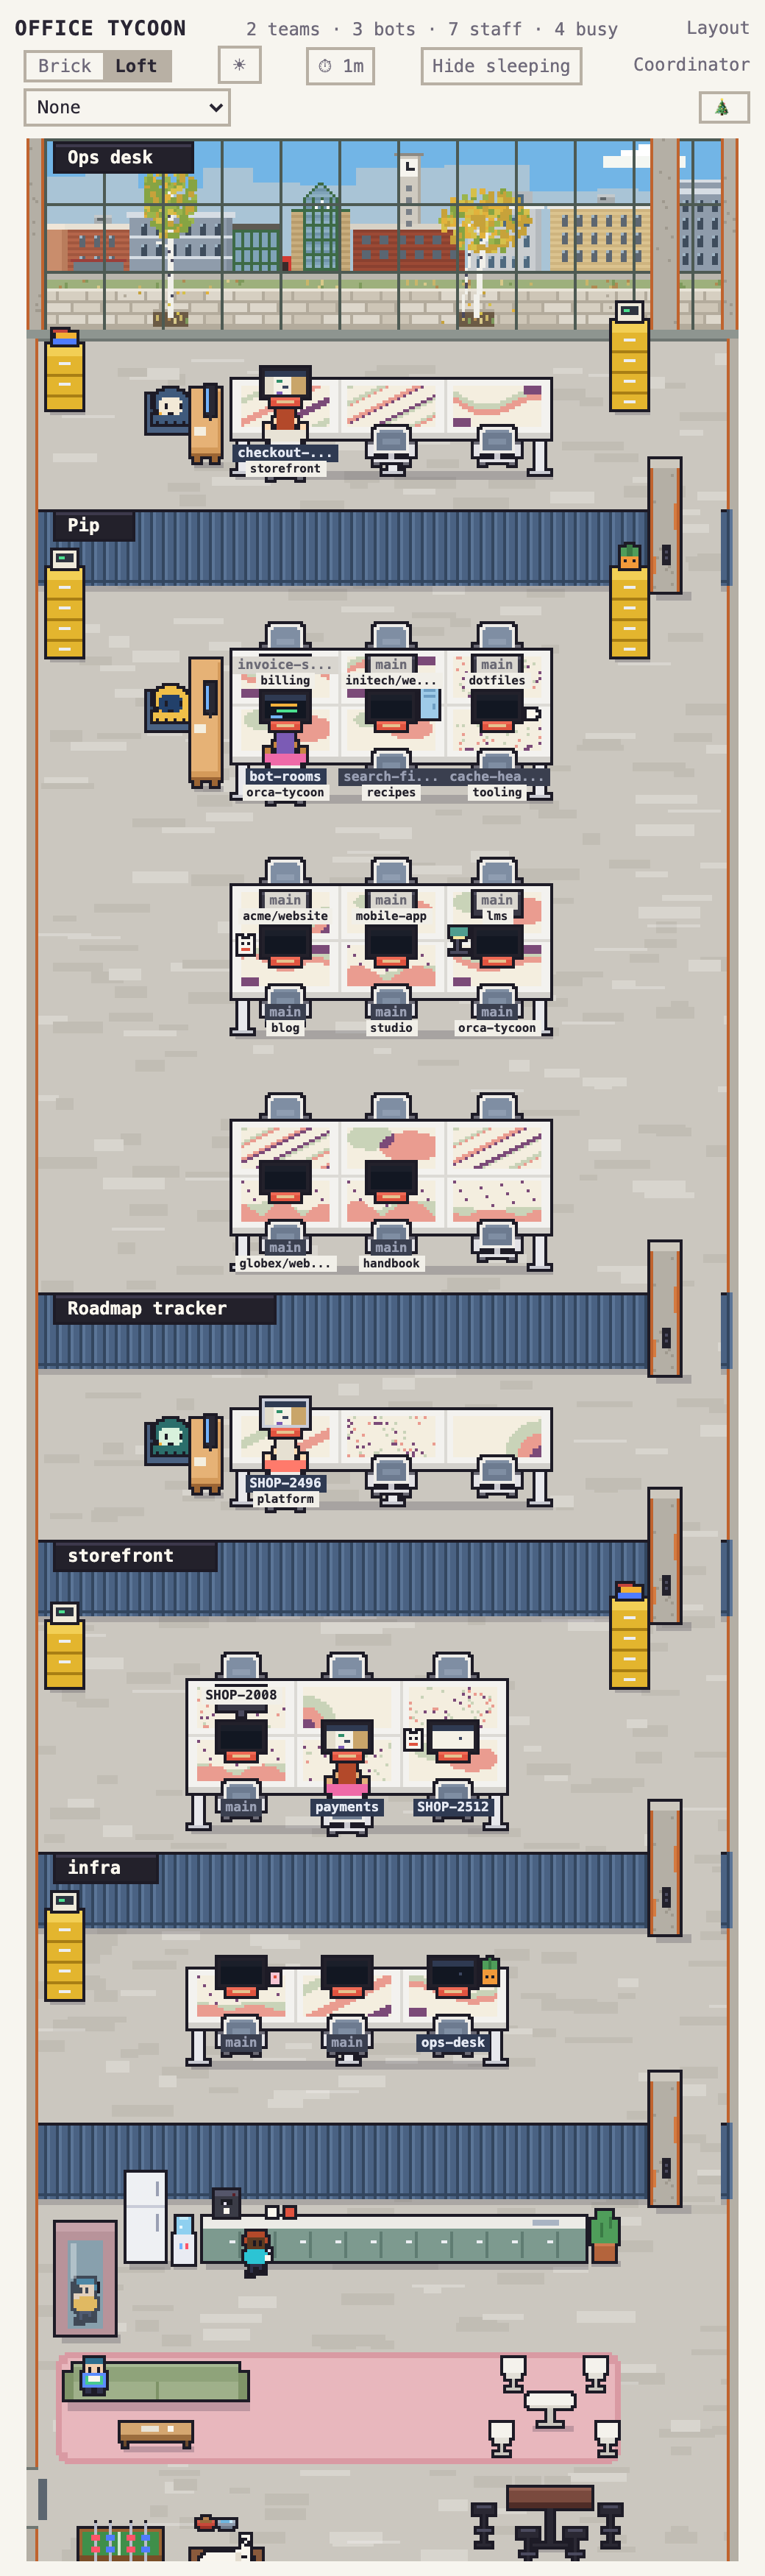 OFFICE TYCOON
2 teams · 3 bots · 7 staff · 4 busy
Layout
Brick
Loft
1m
Hide sleeping
Coordinator
None
Ops desk
checkout-...
storefront
Pip
invoice-s...
main
main
billing
initech/we...
dotfiles
bot-rooms
search-fi...
cache-hea...
orca-tycoon
recipes
tooling
main
main
main
acme/website
mobile-app
lms
main
main
main
blog
studio
orca-tycoon
main
main
globex/web...
handbook
Roadmap tracker
SHOP-2496
platform
storefront
SHOP-2008
main
payments
SHOP-2512
infra
main
main
ops-desk